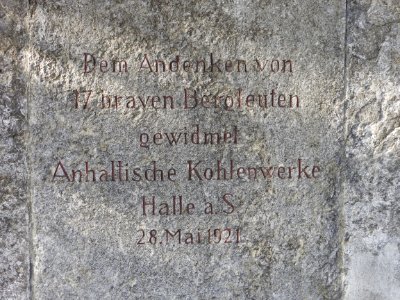 Dem Andenken von
17 braven Bergleuten
gewidmet
Anhaltische Kohlenwerke
Halle a. S.
28. Mai 1921.